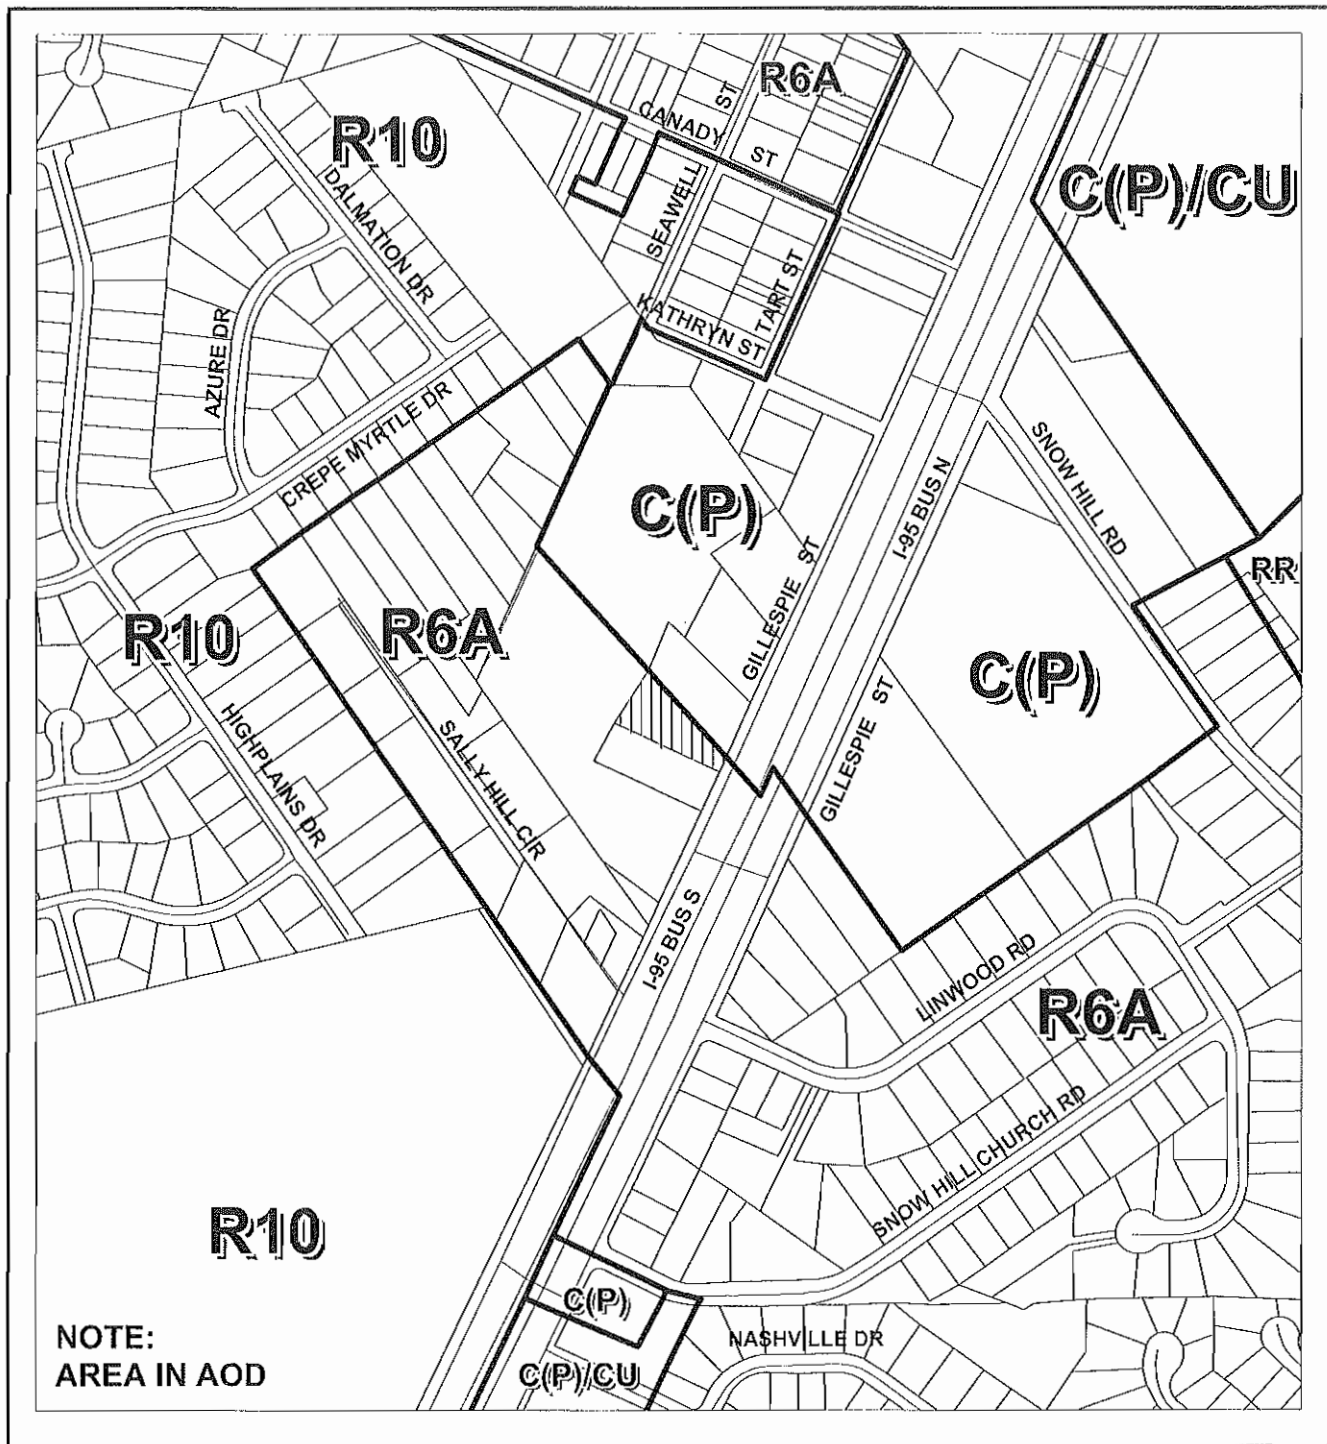 R6A
CANADY
ST
ST
R10
C(P)/CU
DALMATION DR
SEAWELL
TART ST
KATHRYN ST
AZURE DR
CREPE MYRTLE DR
SNOW HILL RD
C(P)
I-95 BUS N
GILLESPIE ST
RR
R10
R6A
C(P)
GILLESPIE ST
HIGHPLAINS DR
SALLY HILL CIR
I-95 BUS S
LINWOOD RD
R6A
SNOW HILL CHURCH RD
R10
C(P)
NASHVILLE DR
C(P)/CU
NOTE:
AREA IN AOD